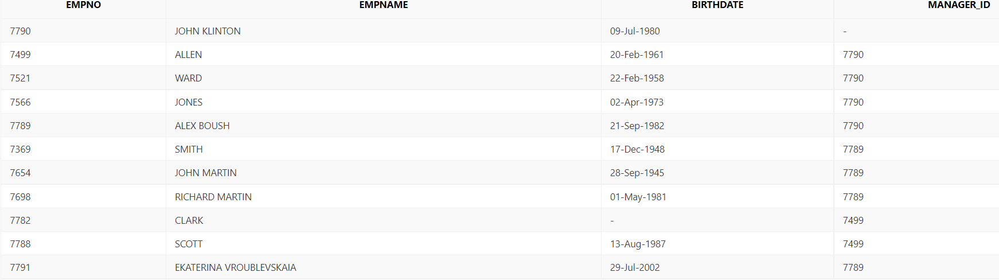 EMPNO EMPNAME BIRTHDATE MANAGER_ID
7790 JOHN KLINTON 09-Jul-1980 -
7499 ALLEN 20-Feb-1961 7790
7521 WARD 22-Feb-1958 7790
7566 JONES 02-Apr-1973 7790
7789 ALEX BOUSH 21-Sep-1982 7790
7369 SMITH 17-Dec-1948 7789
7654 JOHN MARTIN 28-Sep-1945 7789
7698 RICHARD MARTIN 01-May-1981 7789
7782 CLARK - 7499
7788 SCOTT 13-Aug-1987 7499
7791 EKATERINA VROUBLEVSKAIA 29-Jul-2002 7789